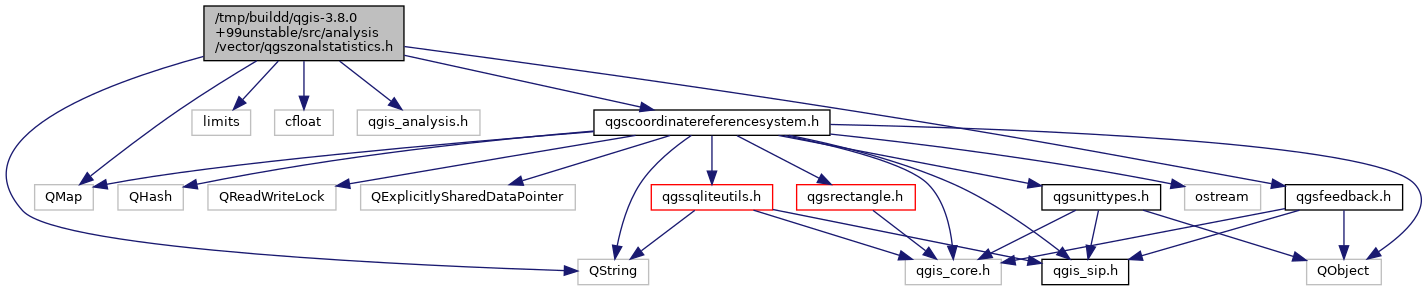 /tmp/buildd/qgis-3.8.0
+99unstable/src/analysis
/vector/qgszonalstatistics.h
limits
cfloat
qgis_analysis.h
qgscoordinatereferencesystem.h
QMap
QHash
QReadWriteLock
QExplicitlySharedDataPointer
qgssqliteutils.h
qgsrectangle.h
qgsunittypes.h
ostream
qgsfeedback.h
QString
qgis_core.h
qgis_sip.h
QObject